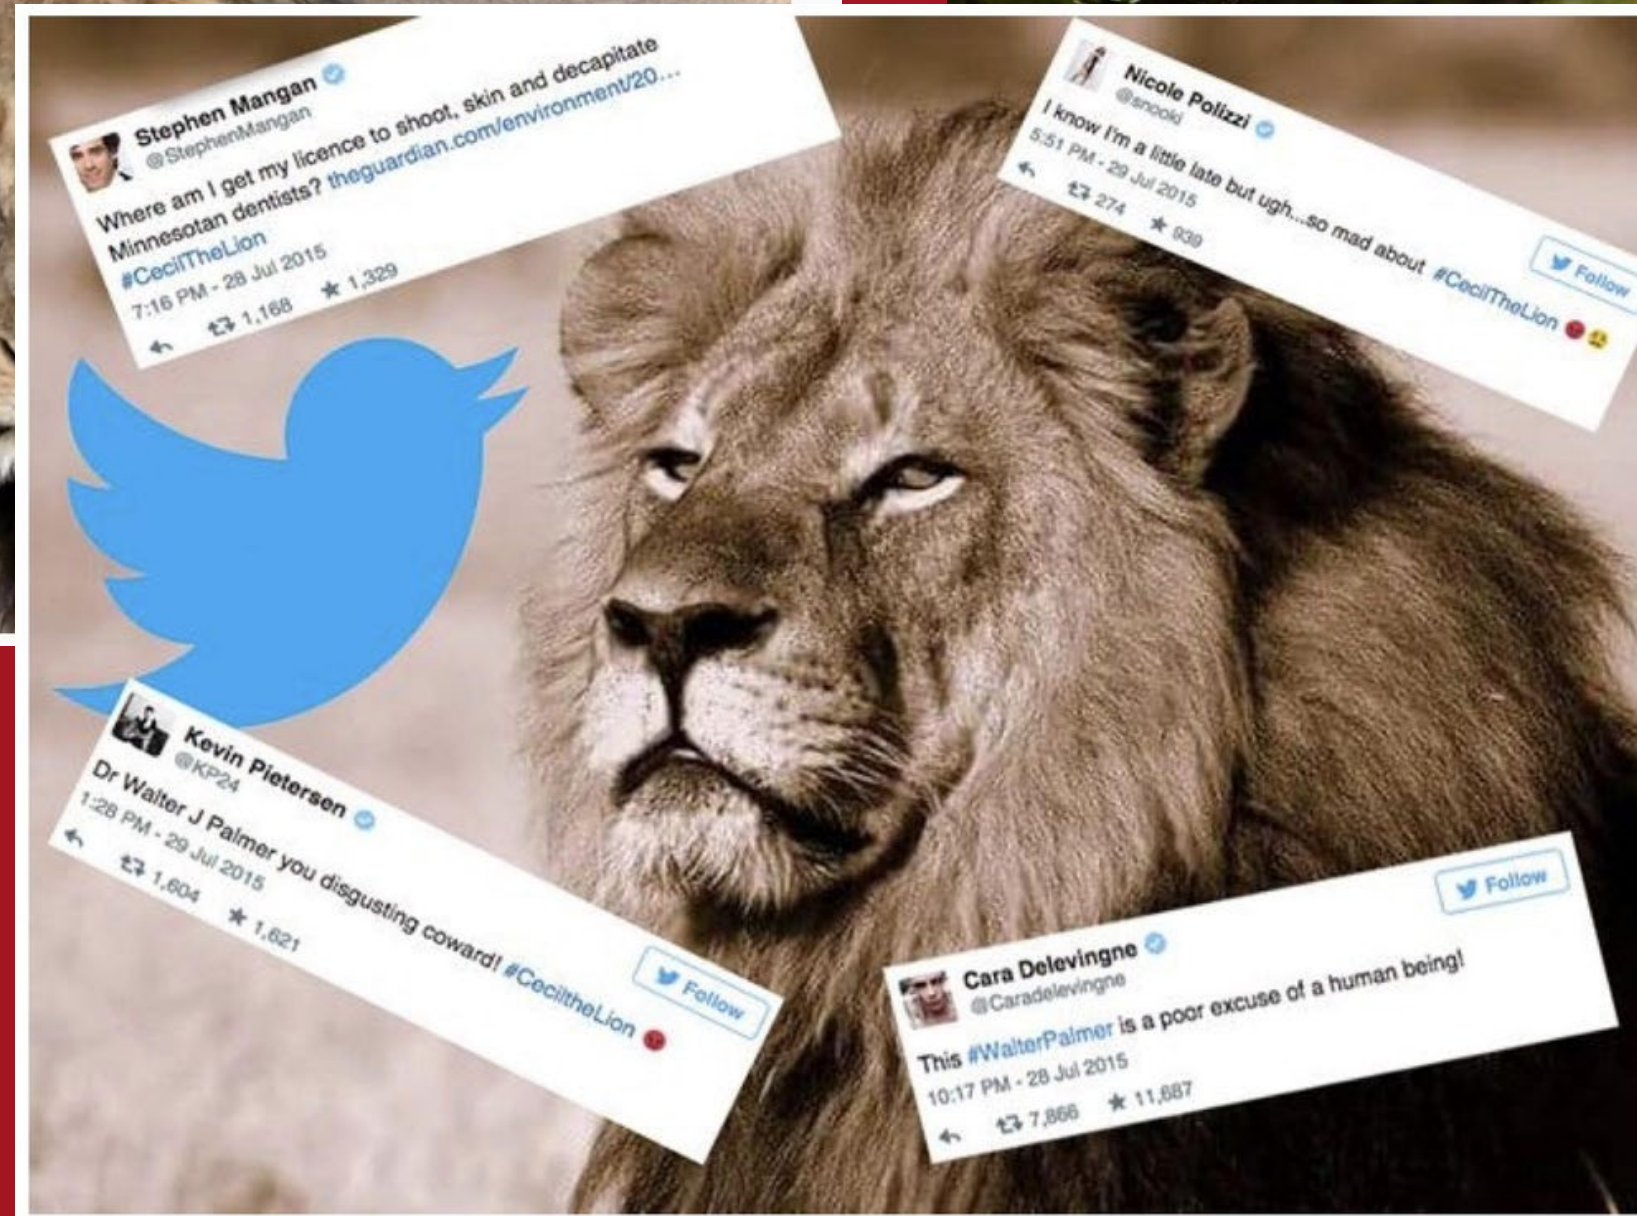 Stephen Mangan
@StephenMangan
Where am I get my licence to shoot, skin and decapitate
Minnesotan dentists? theguardian.com/environment/20...
#CecilTheLion
7:16 PM - 28 Jul 2015
1,168 1,329
Nicole Polizzi
@snooki
I know I'm a little late but ugh...so mad about #CecilTheLion
5:51 PM - 29 Jul 2015
274 939
Follow
Kevin Pietersen
@KP24
Dr Walter J Palmer you disgusting coward! #CeciltheLion
1:28 PM - 29 Jul 2015
1,604 1,621
Follow
Cara Delevingne
@Caradelevingne
Follow
This #WalterPalmer is a poor excuse of a human being!
10:17 PM - 28 Jul 2015
7,866 11,687